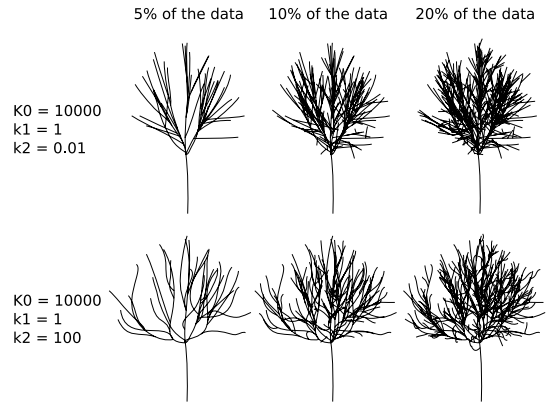 5% of the data 10% of the data 20% of the data
K0 = 10000
k1 = 1
k2 = 0.01
K0 = 10000
k1 = 1
k2 = 100